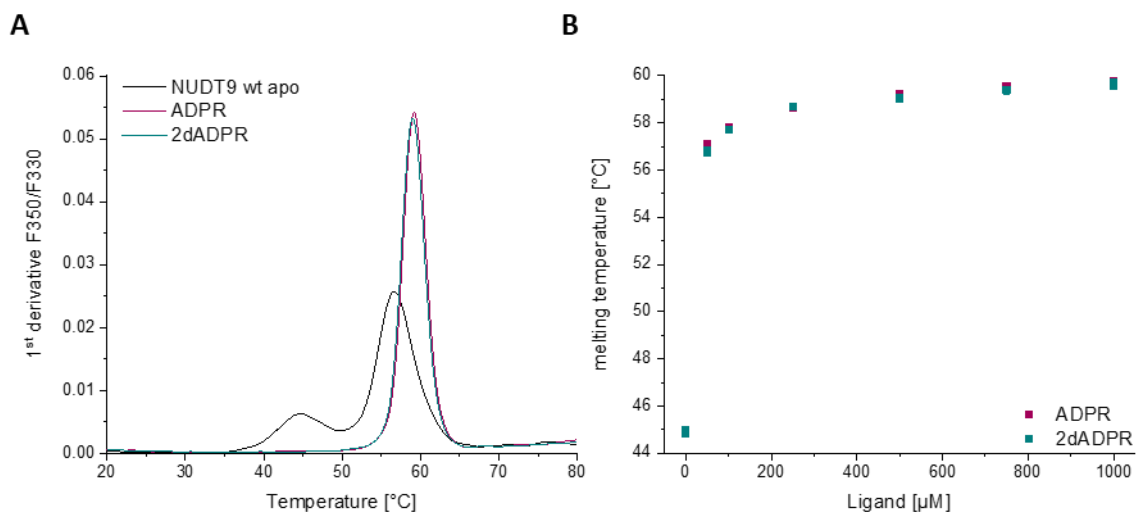 A
B
0.06
0.05
0.04
0.03
0.02
0.01
0.00
1st derivative F350/F330
NUDT9 wt apo
ADPR
2dADPR
20 30 40 50 60 70 80
Temperature [°C]
60
58
56
54
52
50
48
46
44
melting temperature [°C]
ADPR
2dADPR
0 200 400 600 800 1000
Ligand [µM]